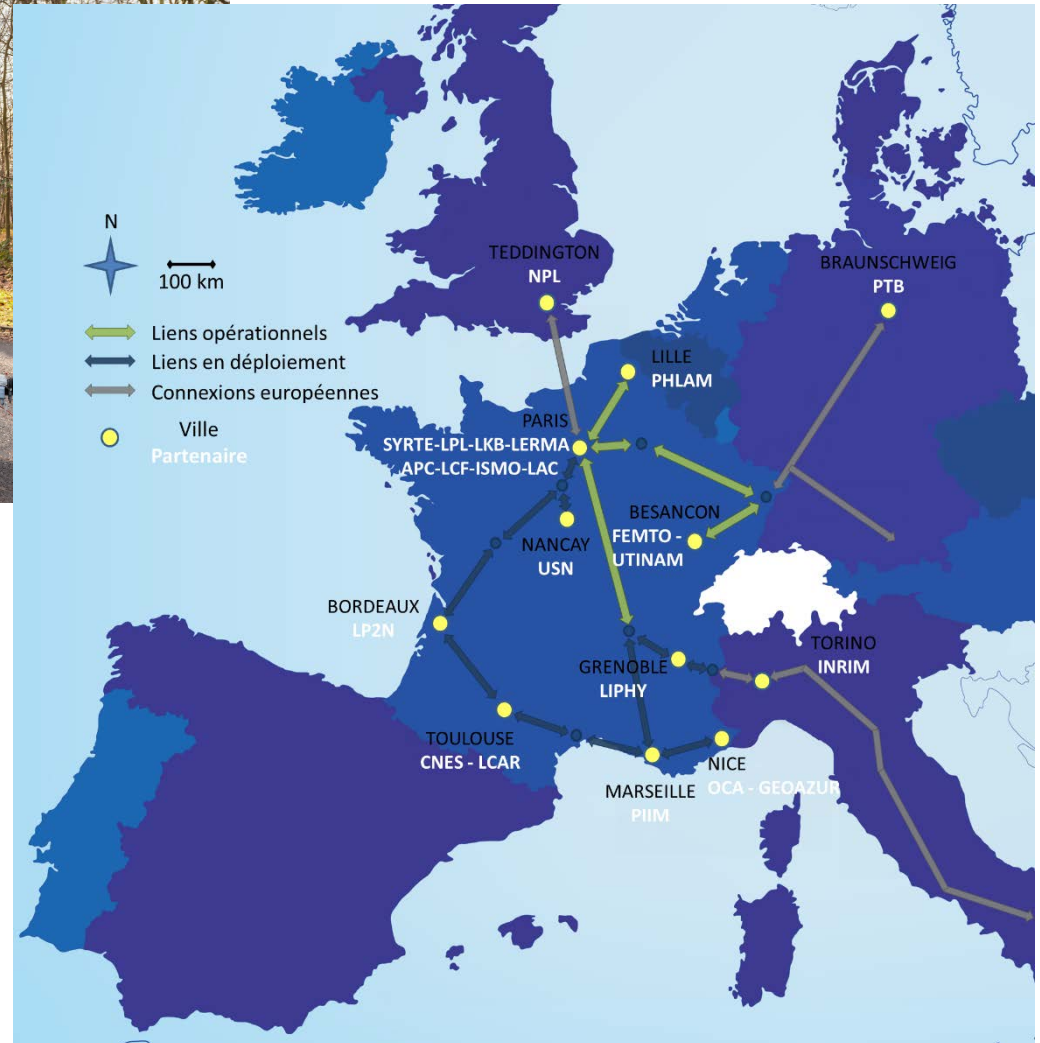 N
100 km
Liens opérationnels
Liens en déploiement
Connexions européennes
Ville
Partenaire
TEDDINGTON
NPL
BRAUNSCHWEIG
PTB
LILLE
PHLAM
PARIS
SYRTE-LPL-LKB-LERMA
APC-LCF-ISMO-LAC
BESANCON
FEMTO -
UTINAM
NANCAY
USN
BORDEAUX
LP2N
TORINO
INRIM
GRENOBLE
LIPHY
TOULOUSE
CNES - LCAR
NICE
OCA - GEOAZUR
MARSEILLE
PIIM